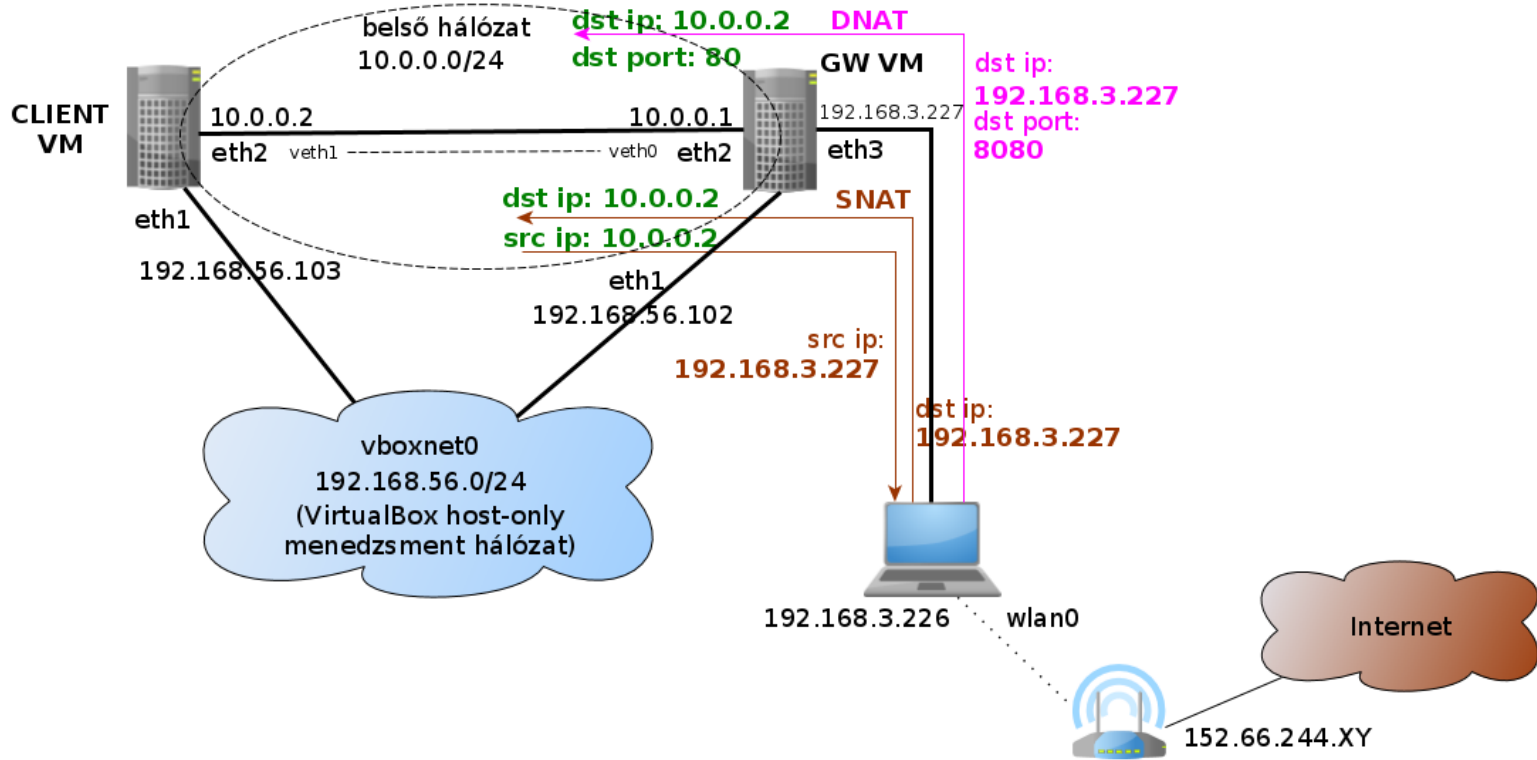 belső hálózat
10.0.0.0/24
dst ip: 10.0.0.2
DNAT
dst port: 80
GW VM
dst ip:
192.168.3.227
dst port:
8080
CLIENT
VM
10.0.0.2
10.0.0.1
192.168.3.227
eth2
veth1
veth0
eth2
eth3
dst ip: 10.0.0.2
SNAT
src ip: 10.0.0.2
eth1
192.168.56.103
eth1
192.168.56.102
src ip:
192.168.3.227
dst ip:
192.168.3.227
vboxnet0
192.168.56.0/24
(VirtualBox host-only
menedzsment hálózat)
192.168.3.226
wlan0
Internet
152.66.244.XY